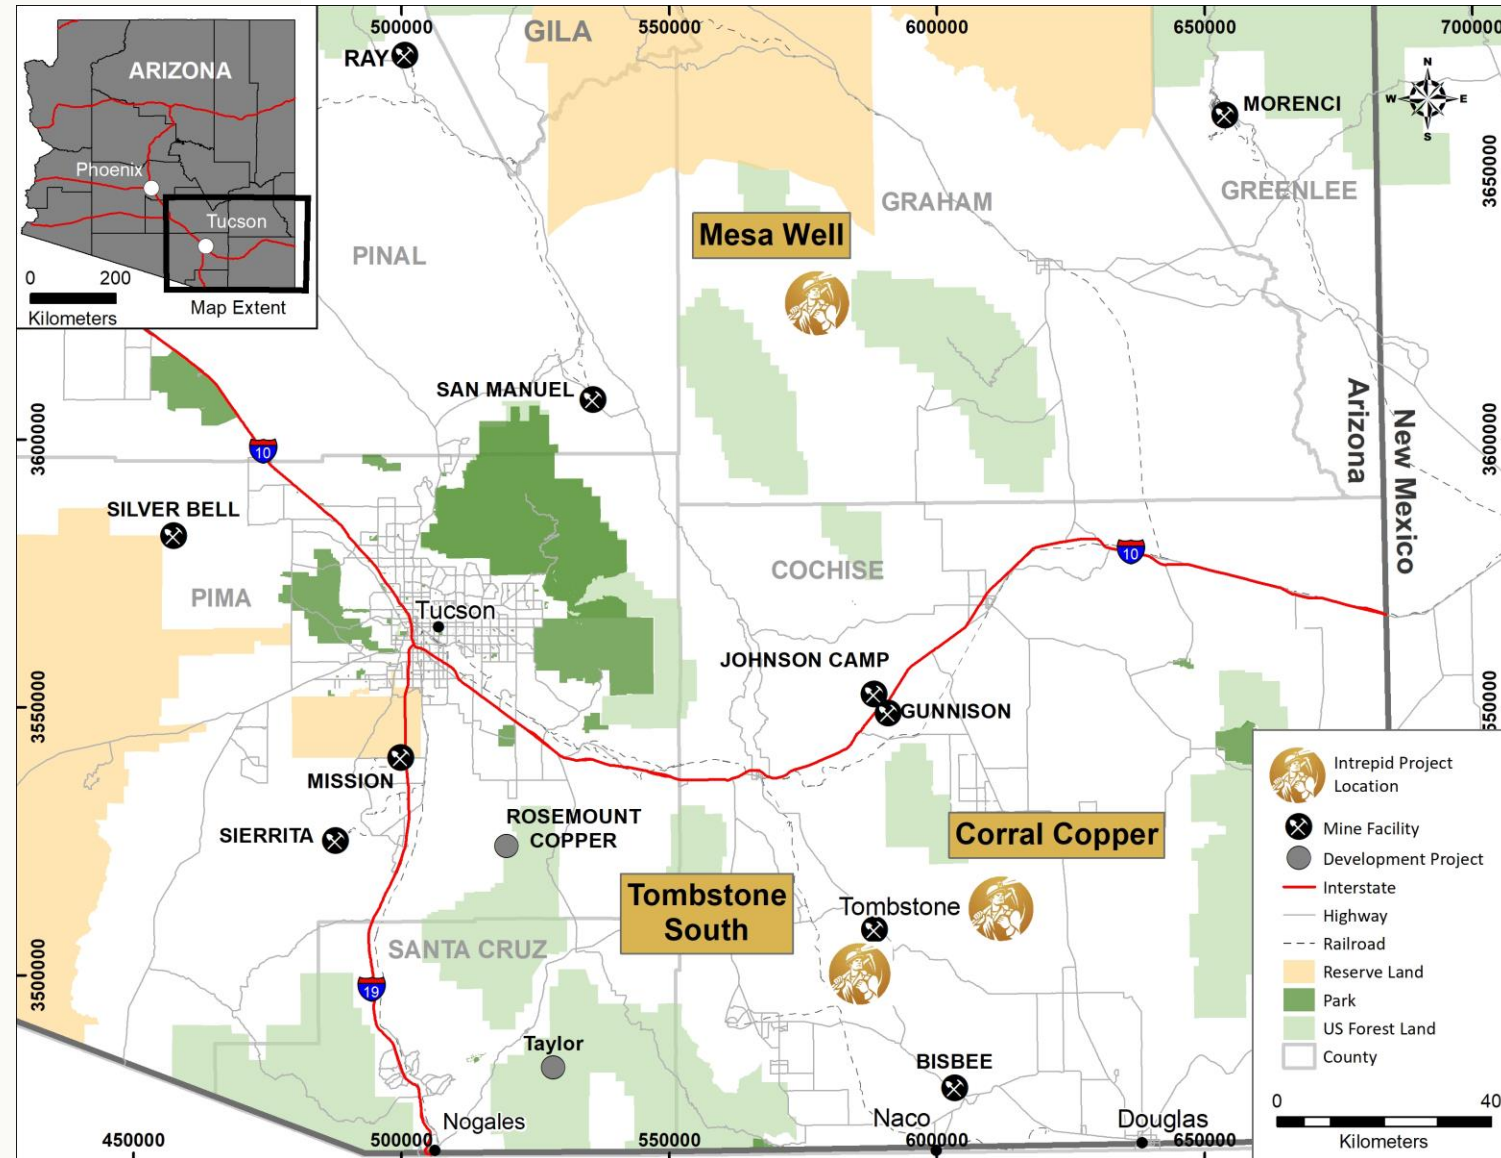 500000
550000
600000
650000
700000
ARIZONA
Phoenix
Tucson
0
200
Kilometers
Map Extent
RAY
GILA
MORENCI
N
W
E
S
3650000
GRAHAM
GREENLEE
Mesa Well
PINAL
SAN MANUEL
3600000
10
Arizona
New Mexico
3600000
SILVER BELL
PIMA
Tucson
COCHISE
10
JOHNSON CAMP
GUNNISON
3550000
MISSION
SIERRITA
ROSEMOUNT
COPPER
Corral Copper
Tombstone
South
Tombstone
SANTA CRUZ
3500000
19
Taylor
BISBEE
Nogales
Naco
Douglas
450000
500000
550000
600000
650000
Intrepid Project
Location
Mine Facility
Development Project
Interstate
Highway
Railroad
Reserve Land
Park
US Forest Land
County
0
40
Kilometers